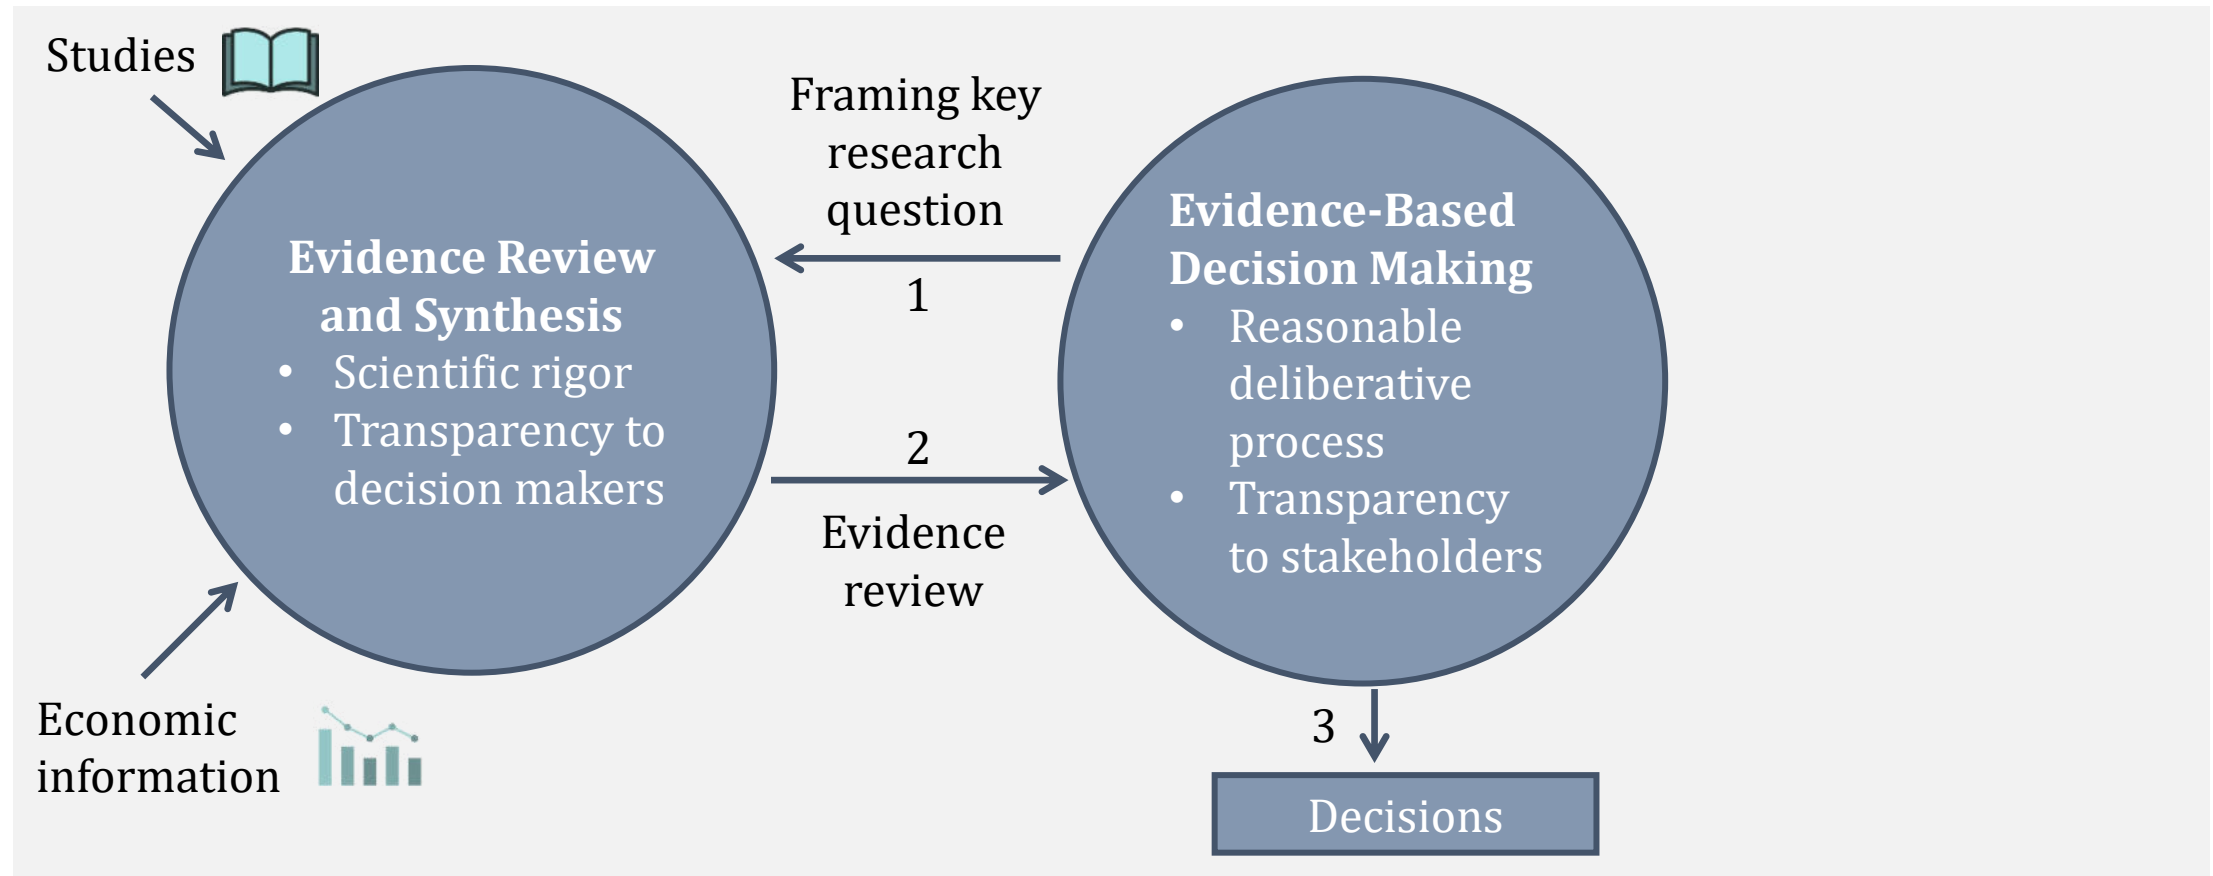 Studies
Evidence Review
and Synthesis
• Scientific rigor
• Transparency to
decision makers
Economic
information
Framing key
research
question
1
2
Evidence
review
Evidence-Based
Decision Making
• Reasonable
deliberative
process
• Transparency
to stakeholders
3
Decisions